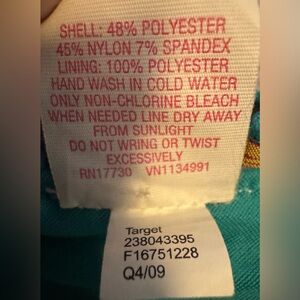 SHELL: 48% POLYESTER
45% NYLON 7% SPANDEX
LINING: 100% POLYESTER
HAND WASH IN COLD WATER
ONLY NON-CHLORINE BLEACH
WHEN NEEDED LINE DRY AWAY
FROM SUNLIGHT
DO NOT WRING OR TWIST
EXCESSIVELY
RN17730 VN1134991
Target
238043395
F16751228
Q4/09